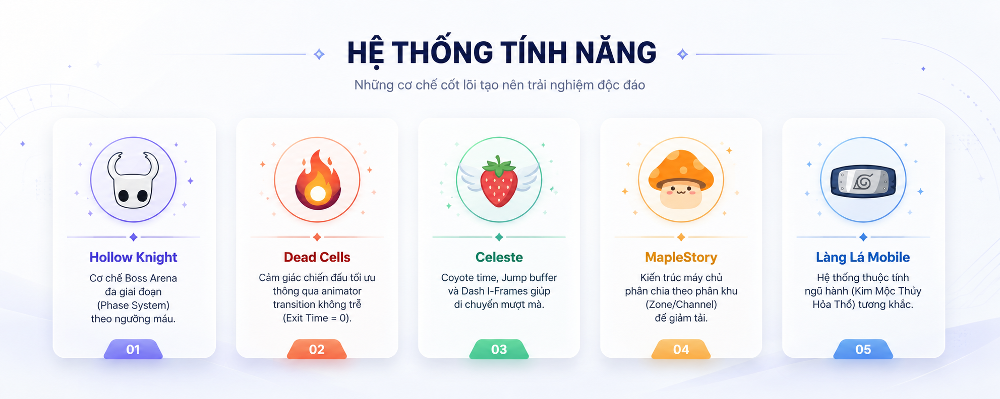 HỆ THỐNG TÍNH NĂNG
Những cơ chế cốt lõi tạo nên trải nghiệm độc đáo
Hollow Knight
Cơ chế Boss Arena
đa giai đoạn
(Phase System)
theo ngưỡng máu.
01
Dead Cells
Cảm giác chiến đấu tối ưu
thông qua animator
transition không trễ
(Exit Time = 0).
02
Celeste
Coyote time, Jump buffer
và Dash I-Frames giúp
di chuyển mượt mà.
03
MapleStory
Kiến trúc máy chủ
phân chia theo phân khu
(Zone/Channel)
để giảm tải.
04
Làng Lá Mobile
Hệ thống thuộc tính
ngũ hành (Kim Mộc Thủy
Hỏa Thổ) tương khắc.
05